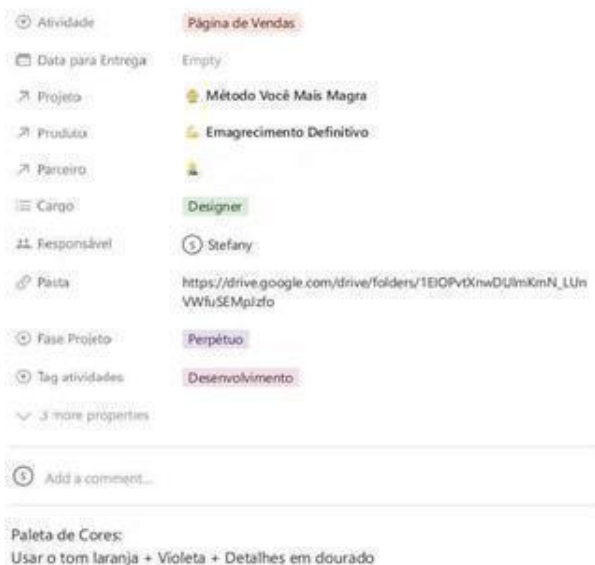 Atividade Página de Vendas
Data para Entrega Empty
Projeto Método Você Mais Magra
Produto Emagrecimento Definitivo
Parceiro
Cargo Designer
Responsável S Stefany
Pasta https://drive.google.com/drive/folders/1EIOPvtXnwDUlmKmN_LUn
VWfuSEMpJzfo
Fase Projeto Perpétuo
Tag atividades Desenvolvimento
3 more properties
S Add a comment...
Paleta de Cores:
Usar o tom laranja + Violeta + Detalhes em dourado